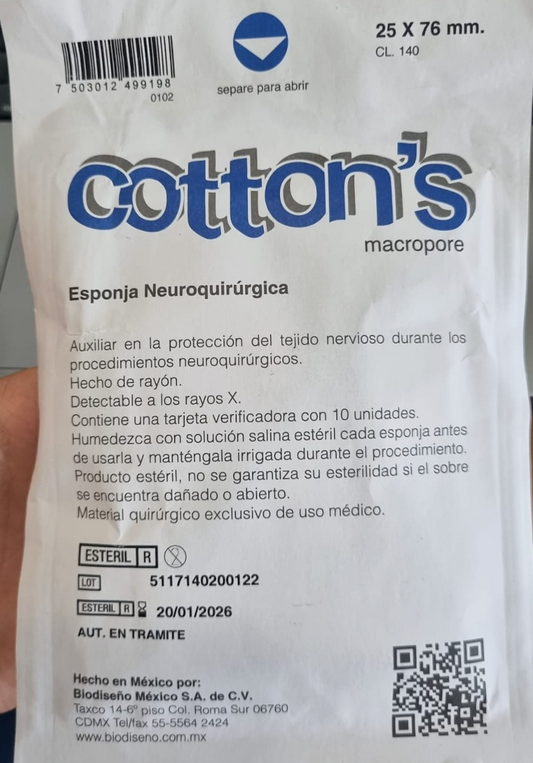 25 X 76 mm.
CL. 140
7 503012 499198
0102
separe para abrir
cotton's
macropore
Esponja Neuroquirúrgica
Auxiliar en la protección del tejido nervioso durante los
procedimientos neuroquirúrgicos.
Hecho de rayón.
Detectable a los rayos X.
Contiene una tarjeta verificadora con 10 unidades.
Humedezca con solución salina estéril cada esponja antes
de usarla y manténgala irrigada durante el procedimiento.
Producto estéril, no se garantiza su esterilidad si el sobre
se encuentra dañado o abierto.
Material quirúrgico exclusivo de uso médico.
ESTERIL R
LOT 5117140200122
ESTERIL R 20/01/2026
AUT. EN TRAMITE
Hecho en México por:
Biodiseño México S.A. de C.V.
Taxco 14-6º piso Col. Roma Sur 06760
CDMX Tel/fax 55-5564 2424
www.biodiseno.com.mx